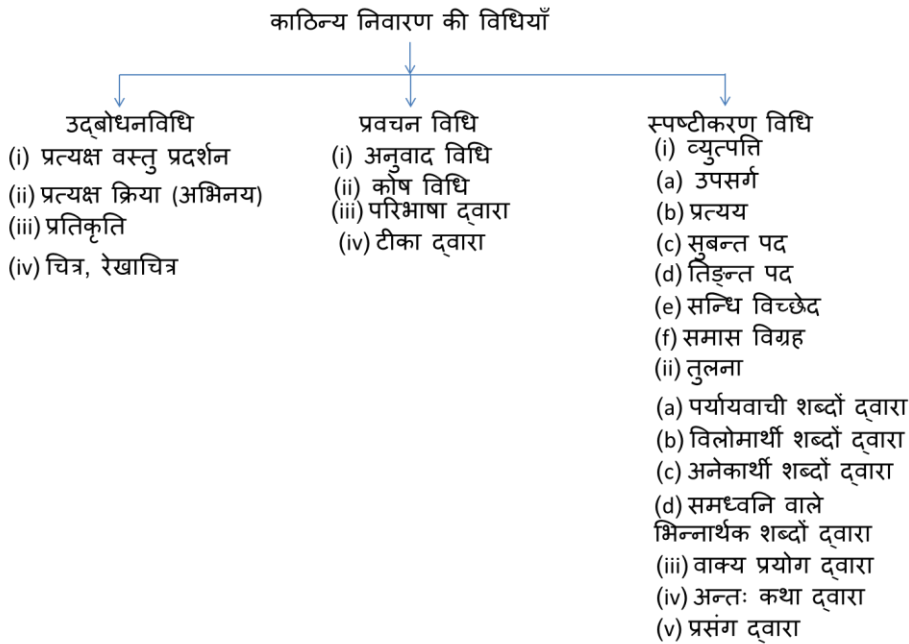 काठिन्य निवारण की विधियाँ
उद्बोधनविधि
(i) प्रत्यक्ष वस्तु प्रदर्शन
(ii) प्रत्यक्ष क्रिया (अभिनय)
(iii) प्रतिकृति
(iv) चित्र, रेखाचित्र
प्रवचन विधि
(i) अनुवाद विधि
(ii) कोष विधि
(iii) परिभाषा द्वारा
(iv) टीका द्वारा
स्पष्टीकरण विधि
(i) व्युत्पत्ति
(a) उपसर्ग
(b) प्रत्यय
(c) सुबन्त पद
(d) तिङ्न्त पद
(e) सन्धि विच्छेद
(f) समास विग्रह
(ii) तुलना
(a) पर्यायवाची शब्दों द्वारा
(b) विलोमार्थी शब्दों द्वारा
(c) अनेकार्थी शब्दों द्वारा
(d) समध्वनि वाले
भिन्नार्थक शब्दों द्वारा
(iii) वाक्य प्रयोग द्वारा
(iv) अन्तः कथा द्वारा
(v) प्रसंग द्वारा